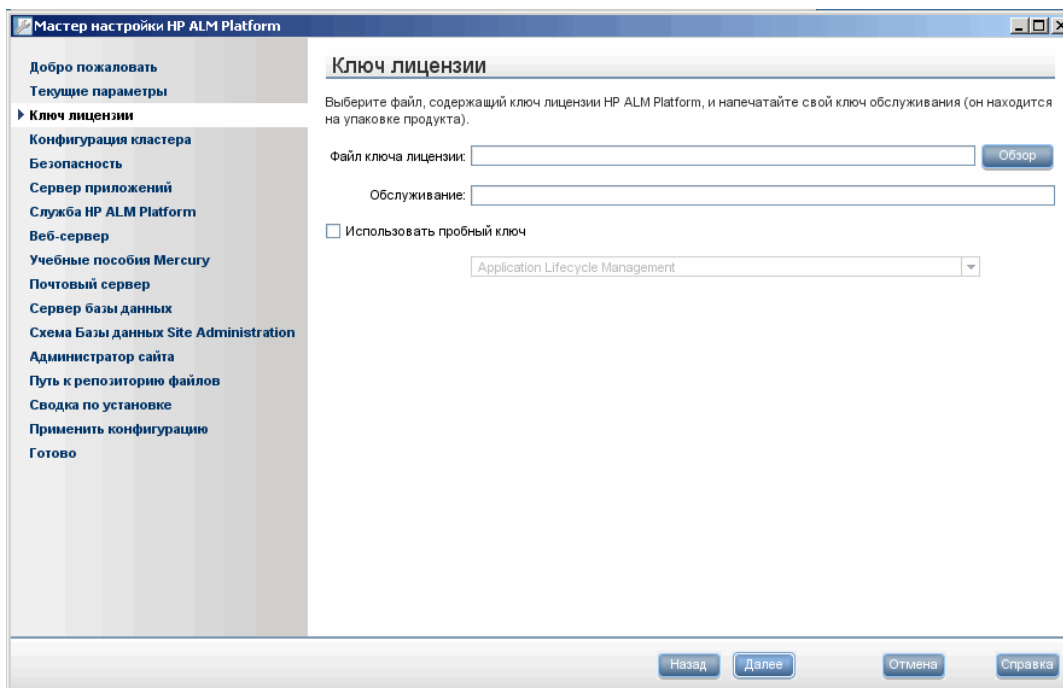 Мастер настройки HP ALM Platform
Добро пожаловать
Текущие параметры
Ключ лицензии
Конфигурация кластера
Безопасность
Сервер приложений
Служба HP ALM Platform
Веб-сервер
Учебные пособия Mercury
Почтовый сервер
Сервер базы данных
Схема Базы данных Site Administration
Администратор сайта
Путь к репозиторию файлов
Сводка по установке
Применить конфигурацию
Готово
Ключ лицензии
Выберите файл, содержащий ключ лицензии HP ALM Platform, и напечатайте свой ключ обслуживания (он находится
на упаковке продукта).
Файл ключа лицензии:
Обзор
Обслуживание:
Использовать пробный ключ
Application Lifecycle Management
Назад
Далее
Отмена
Справка